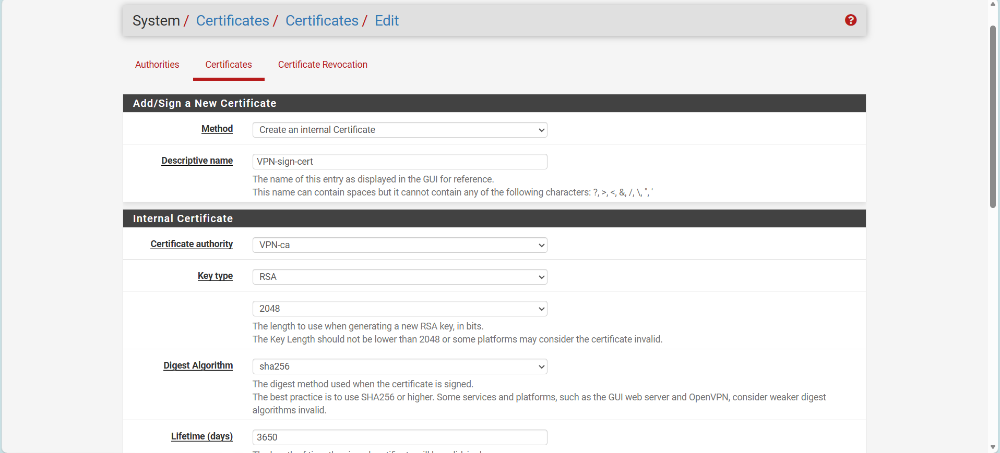 System / Certificates / Certificates / Edit
Authorities Certificates Certificate Revocation
Add/Sign a New Certificate
Method Create an internal Certificate
Descriptive name VPN-sign-cert
The name of this entry as displayed in the GUI for reference.
This name can contain spaces but it cannot contain any of the following characters: ?, >, <, &, /, \, ", '
Internal Certificate
Certificate authority VPN-ca
Key type RSA
2048
The length to use when generating a new RSA key, in bits.
The Key Length should not be lower than 2048 or some platforms may consider the certificate invalid.
Digest Algorithm sha256
The digest method used when the certificate is signed.
The best practice is to use SHA256 or higher. Some services and platforms, such as the GUI web server and OpenVPN, consider weaker digest
algorithms invalid.
Lifetime (days) 3650